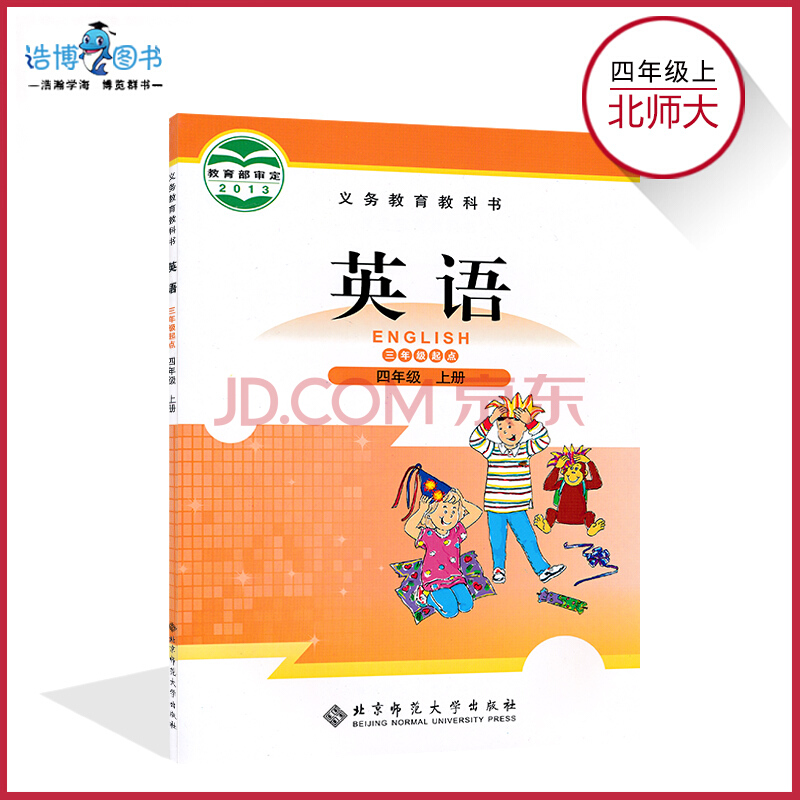 浩博图书
浩瀚学海 博览群书
四年级上
北师大
教育部审定
2013
义务教育教科书
英语
ENGLISH
三年级起点
四年级 上册
JD.COM 京东
北京师范大学出版社
BEIJING NORMAL UNIVERSITY PRESS
义务教育教科书 英语 三年级起点 四年级 上册 北京师范大学出版社